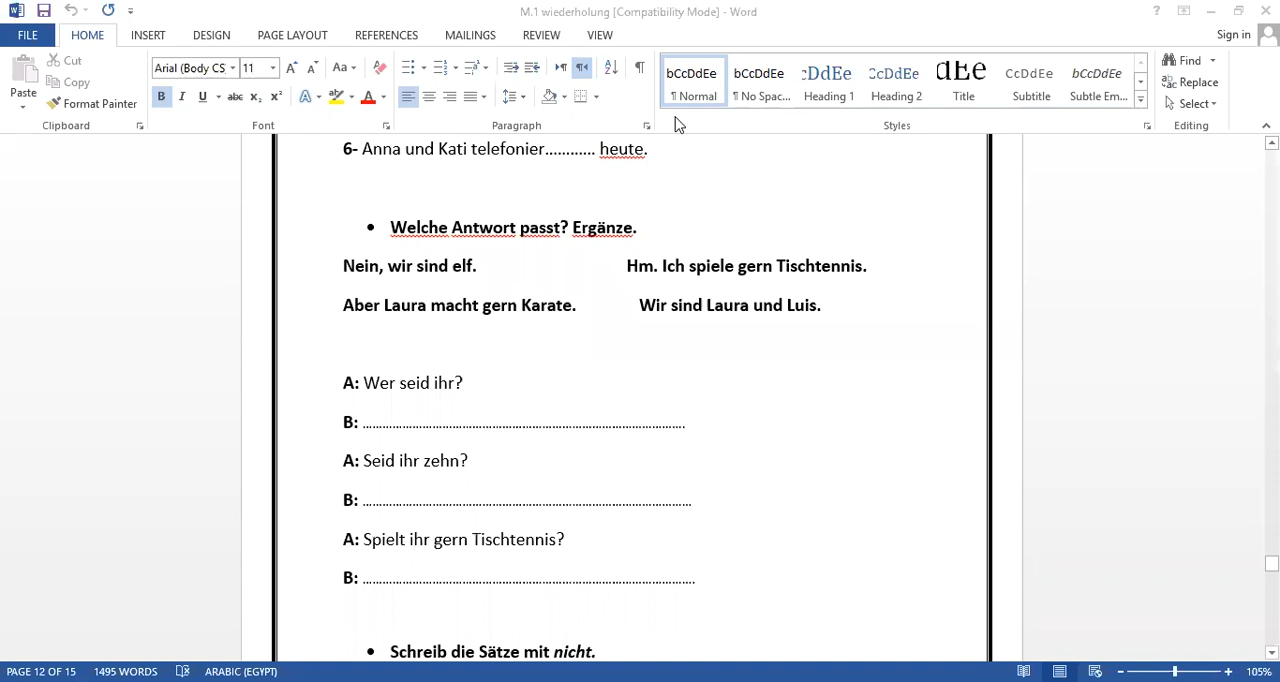 M.1 wiederholung [Compatibility Mode] - Word
FILE HOME INSERT DESIGN PAGE LAYOUT REFERENCES MAILINGS REVIEW VIEW Sign in
Paste
Cut
Copy
Format Painter
Clipboard
Arial (Body CS 11 Aa
B I U abc x₂ x² A A
Font
Paragraph
bCcDdEe bCcDdEe CcDdEe CcDdEe dEe CcDdEe bCcDdEe
¶ Normal ¶ No Spac... Heading 1 Heading 2 Title Subtitle Subtle Em...
Styles
Find
Replace
Select
Editing
6- Anna und Kati telefonier............ heute.
• Welche Antwort passt? Ergänze.
Nein, wir sind elf. Hm. Ich spiele gern Tischtennis.
Aber Laura macht gern Karate. Wir sind Laura und Luis.
A: Wer seid ihr?
B: ……………………………………………………………………………………
A: Seid ihr zehn?
B: ……………………………………………………………………………………
A: Spielt ihr gern Tischtennis?
B: ……………………………………………………………………………………
• Schreib die Sätze mit nicht.
PAGE 12 OF 15 1495 WORDS ARABIC (EGYPT) 105%